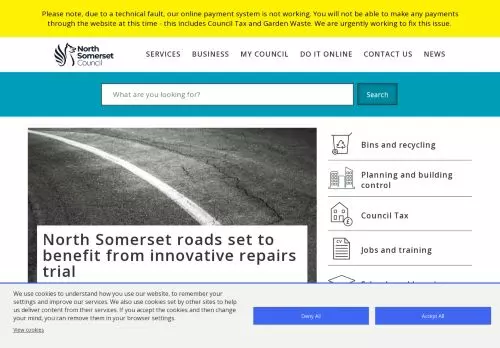 Please note, due to a technical fault, our online payment system is not working. You will not be able to make any payments
through the website at this time - this includes Council Tax and Garden Waste. We are urgently working to fix this issue.
North
Somerset
Council
SERVICES BUSINESS MY COUNCIL DO IT ONLINE CONTACT US NEWS
What are you looking for?
Search
Bins and recycling
Planning and building
control
£
Council Tax
CV
Jobs and training
North Somerset roads set to
benefit from innovative repairs
trial
We use cookies to understand how you use our website, to remember your
settings and improve our services. We also use cookies set by other sites to help
us deliver content from their services. If you accept the cookies and then change
your mind, you can remove them in your browser settings.
View cookies
Deny All
Accept All